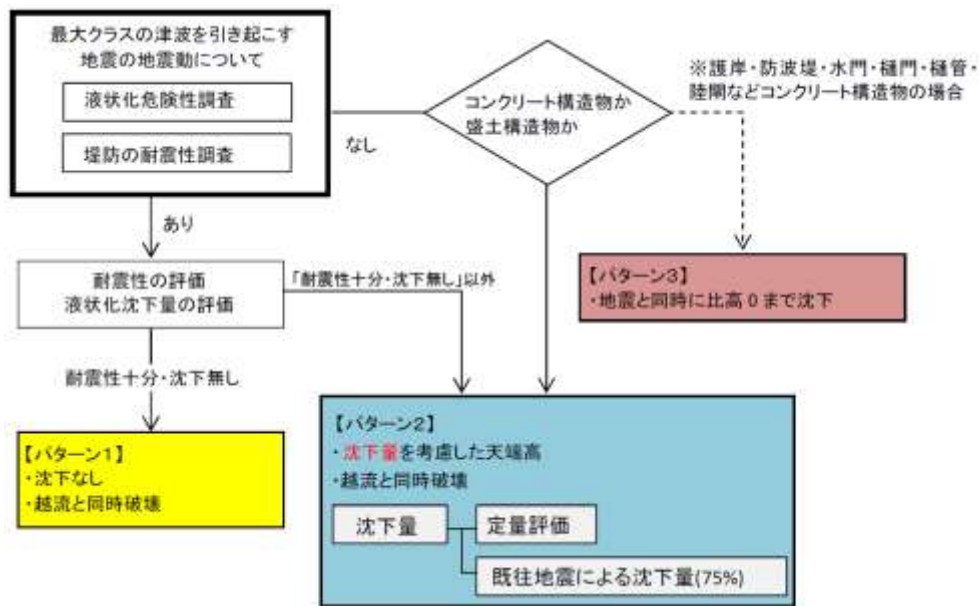 最大クラスの津波を引き起こす
地震の地震動について
液状化危険性調査
堤防の耐震性調査
なし
コンクリート構造物か
盛土構造物か
※護岸・防波堤・水門・樋門・樋管・
陸閘などコンクリート構造物の場合
あり
耐震性の評価
液状化沈下量の評価
「耐震性十分・沈下無し」以外
【パターン3】
・地震と同時に比高0まで沈下
耐震性十分・沈下無し
【パターン1】
・沈下なし
・越流と同時破壊
【パターン2】
・沈下量を考慮した天端高
・越流と同時破壊
沈下量
定量評価
既往地震による沈下量(75%)